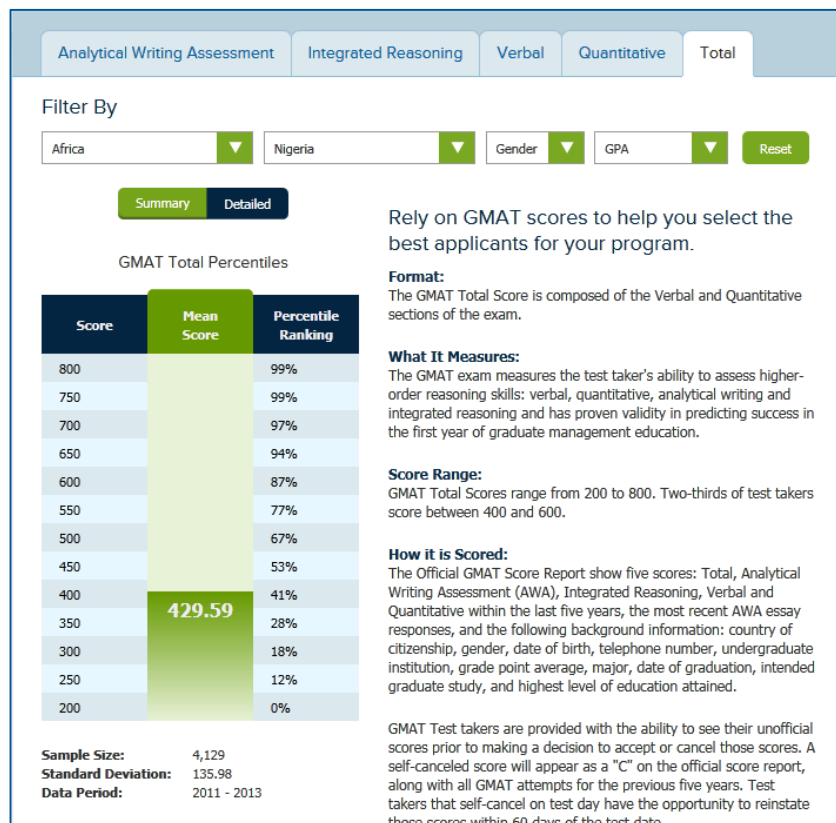 Analytical Writing Assessment Integrated Reasoning Verbal Quantitative Total
Filter By
Africa Nigeria Gender GPA Reset
Summary Detailed
GMAT Total Percentiles
Score Mean Score Percentile Ranking
800 99%
750 99%
700 97%
650 94%
600 87%
550 77%
500 67%
450 53%
400 41%
429.59
350 28%
300 18%
250 12%
200 0%
Sample Size: 4,129
Standard Deviation: 135.98
Data Period: 2011 - 2013
Rely on GMAT scores to help you select the
best applicants for your program.
Format:
The GMAT Total Score is composed of the Verbal and Quantitative
sections of the exam.
What It Measures:
The GMAT exam measures the test taker's ability to assess higher-
order reasoning skills: verbal, quantitative, analytical writing and
integrated reasoning and has proven validity in predicting success in
the first year of graduate management education.
Score Range:
GMAT Total Scores range from 200 to 800. Two-thirds of test takers
score between 400 and 600.
How it is Scored:
The Official GMAT Score Report show five scores: Total, Analytical
Writing Assessment (AWA), Integrated Reasoning, Verbal and
Quantitative within the last five years, the most recent AWA essay
responses, and the following background information: country of
citizenship, gender, date of birth, telephone number, undergraduate
institution, grade point average, major, date of graduation, intended
graduate study, and highest level of education attained.
GMAT Test takers are provided with the ability to see their unofficial
scores prior to making a decision to accept or cancel those scores. A
self-canceled score will appear as a "C" on the official score report,
along with all GMAT attempts for the previous five years. Test
takers that self-cancel on test day have the opportunity to reinstate
those scores within 60 days of the test date